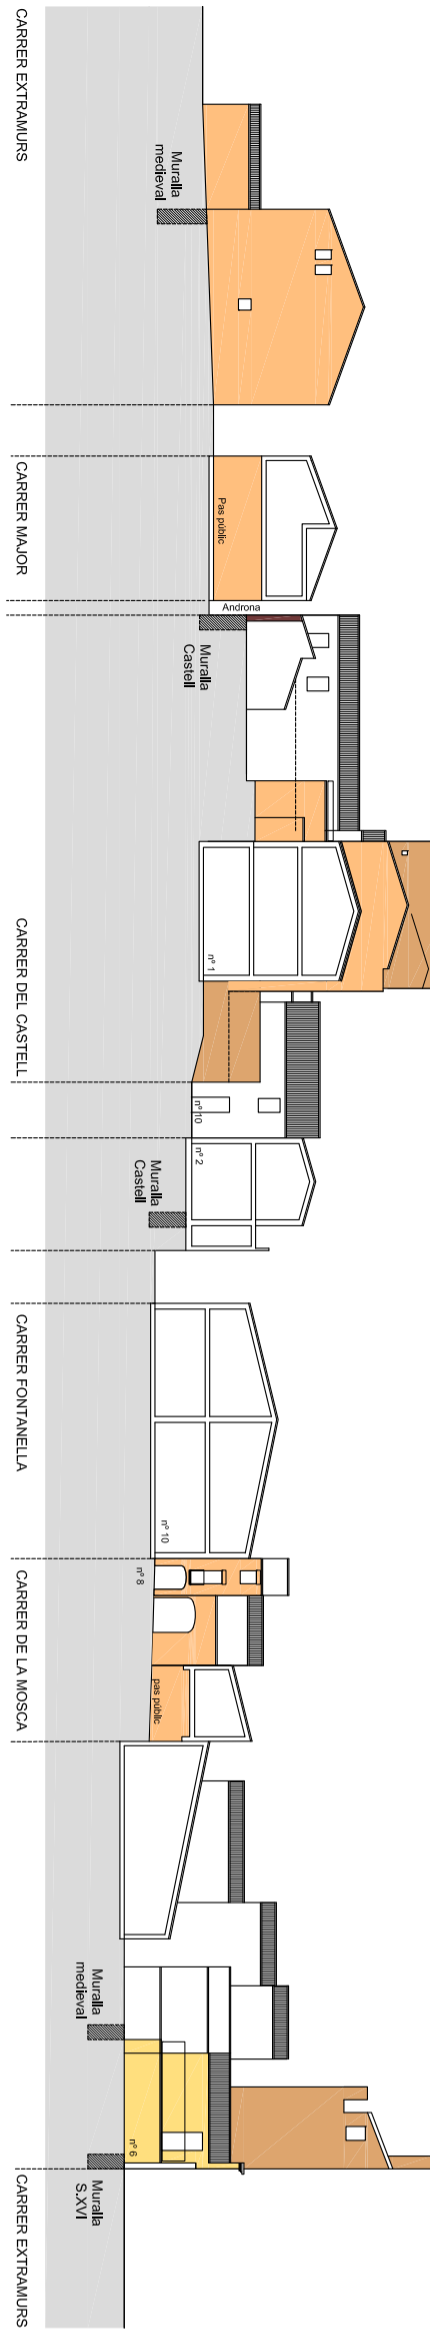 CARRER EXTRAMURS
Muralla
medieval
CARRER MAJOR
Pas públic
Androna
Muralla
Castell
CARRER DEL CASTELL
nº 1
nº 10
nº 2
Muralla
Castell
CARRER FONTANELLA
nº 10
nº 8
CARRER DE LA MOSCA
pas públic
Muralla
medieval
nº 6
Muralla
S.XVI
CARRER EXTRAMURS